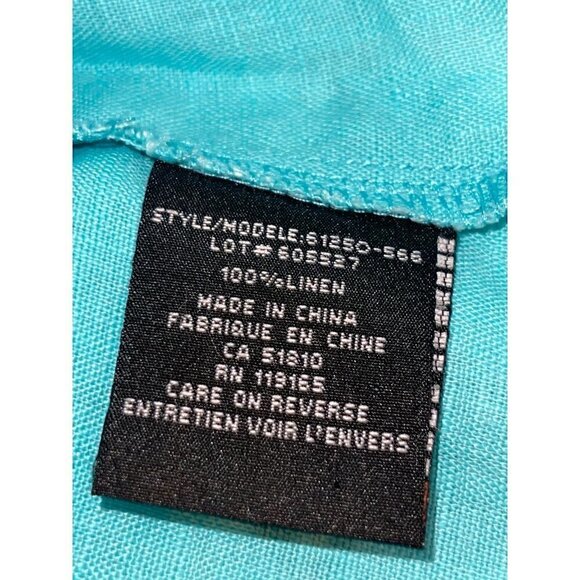 STYLE/MODELE:61250-566
LOT# 605527
100%LINEN
MADE IN CHINA
FABRIQUE EN CHINE
CA 51810
RN 119165
CARE ON REVERSE
ENTRETIEN VOIR L'ENVERS